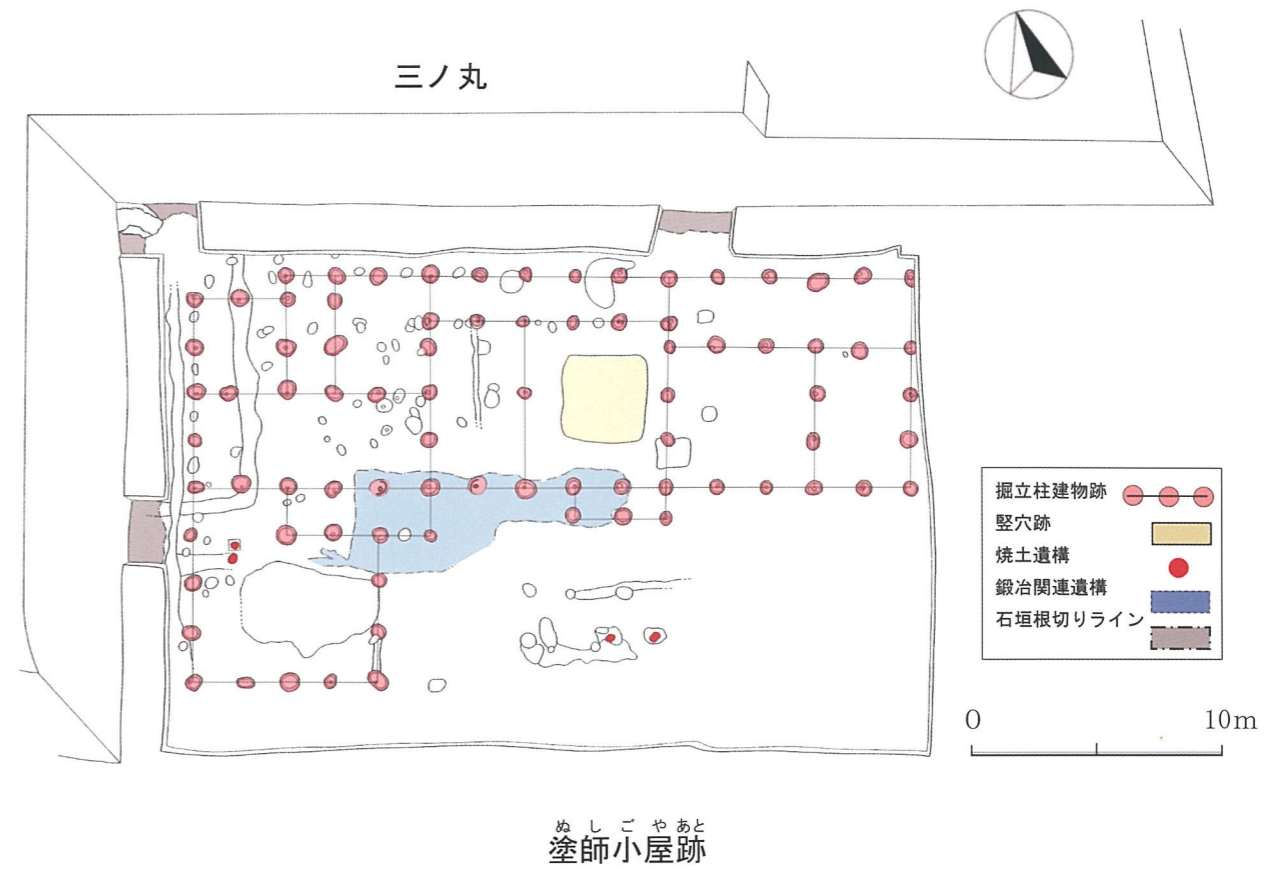 三ノ丸
掘立柱建物跡
竪穴跡
焼土遺構
鍛冶関連遺構
石垣根切りライン
0 10m
ぬしごやあと
塗師小屋跡